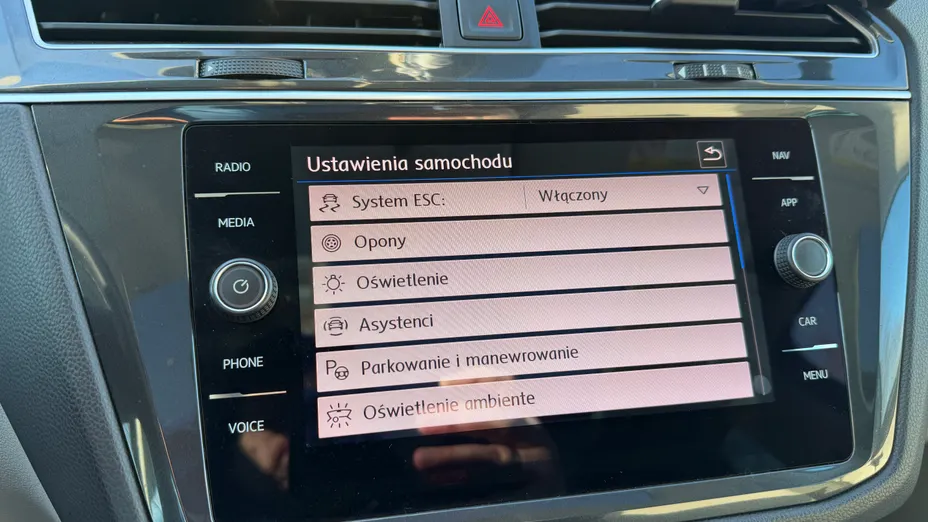 RADIO
MEDIA
PHONE
VOICE
Ustawienia samochodu
System ESC: Włączony
Opony
Oświetlenie
Asystenci
Parkowanie i manewrowanie
Oświetlenie ambiente
NAV
APP
CAR
MENU